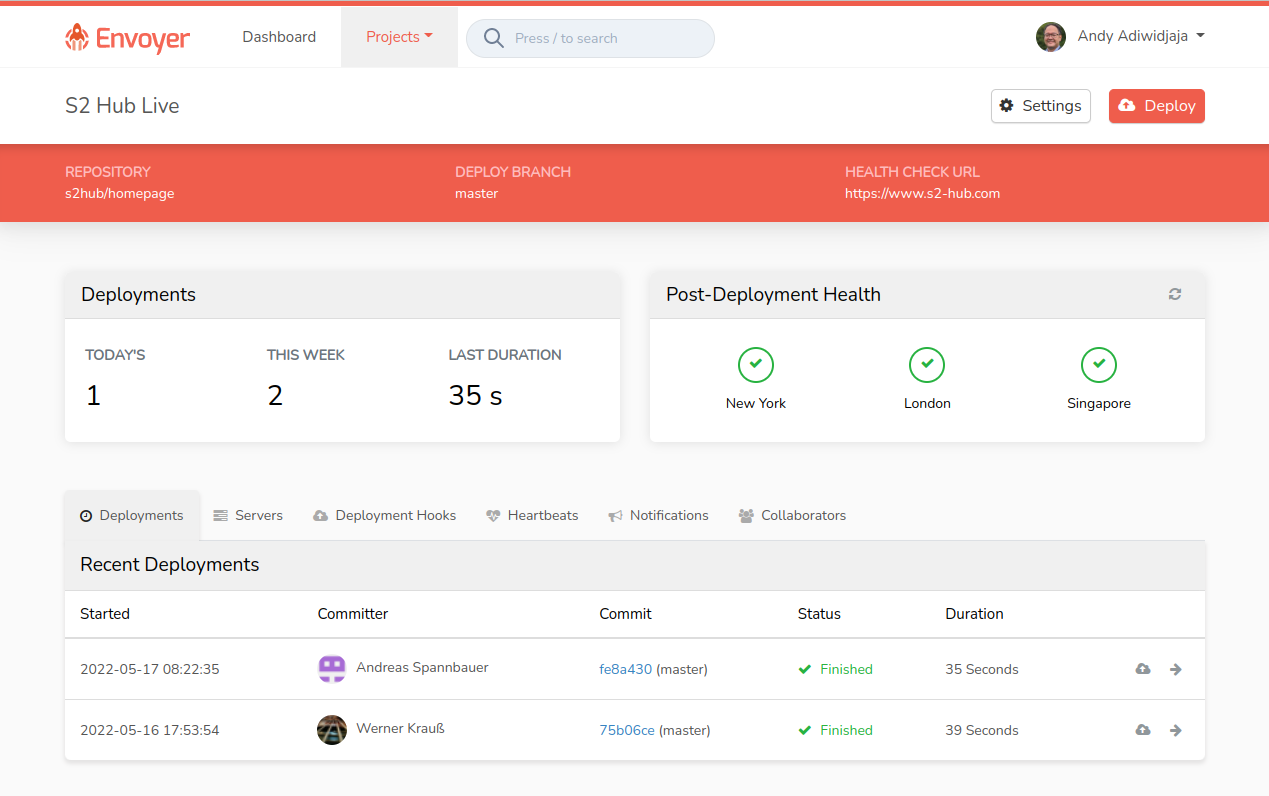 Envoyer Dashboard Projects Press / to search Andy Adiwidjaja
S2 Hub Live Settings Deploy
REPOSITORY DEPLOY BRANCH HEALTH CHECK URL
s2hub/homepage master https://www.s2-hub.com
Deployments
TODAY'S THIS WEEK LAST DURATION
1 2 35 s
Post-Deployment Health
New York London Singapore
Deployments Servers Deployment Hooks Heartbeats Notifications Collaborators
Recent Deployments
Started Committer Commit Status Duration
2022-05-17 08:22:35 Andreas Spannbauer fe8a430 (master) Finished 35 Seconds
2022-05-16 17:53:54 Werner Krauß 75b06ce (master) Finished 39 Seconds